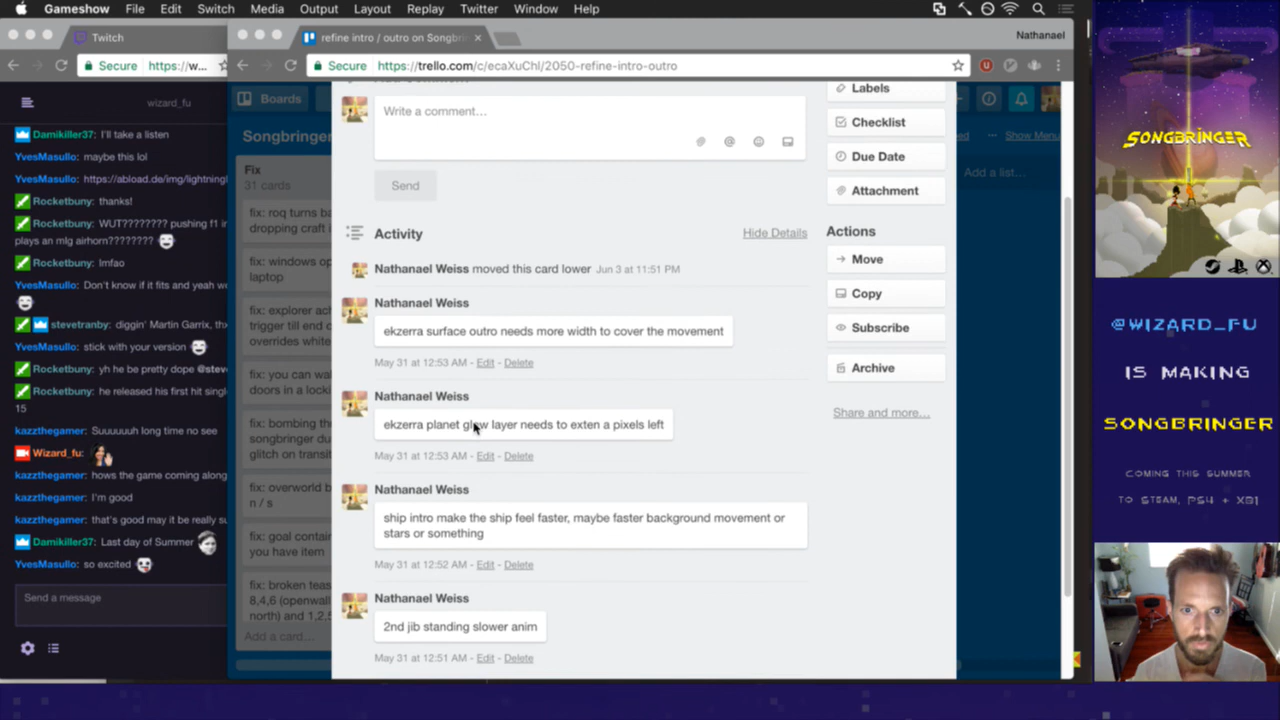 Gameshow File Edit Switch Media Output Layout Replay Twitter Window Help
Twitch
refine intro / outro on Songbri
Nathanael
Secure https://w...
Secure https://trello.com/c/ecaXuChI/2050-refine-intro-outro
wizard_fu
Damikiller37: I'll take a listen
YvesMasullo: maybe this lol
YvesMasullo: https://abload.de/img/lightningl
Rocketbuny: thanks!
Rocketbuny: WUT???????? pushing f1 ir
plays an mlg airhorn????????
Rocketbuny: lmfao
YvesMasullo: Don't know if it fits and yeah w
stevetranby: diggin' Martin Garrix, th
YvesMasullo: stick with your version
Rocketbuny: yh he be pretty dope @stev
Rocketbuny: he released his first hit singl
15
kazzthegamer: Suuuuuh long time no see
Wizard_fu:
kazzthegamer: hows the game coming along
kazzthegamer: I'm good
kazzthegamer: that's good may it be really su
Damikiller37: Last day of Summer
YvesMasullo: so excited
Send a message
Boards
Songbringer
Show Menu
Add a list...
Fix
31 cards
fix: roq turns ba
dropping craft i
fix: windows op
laptop
fix: explorer ach
trigger till end o
overrides white
fix: you can wal
doors in a locki
fix: bombing the
songbringer du
glitch on transit
fix: overworld b
n / s
fix: goal contain
you have item
fix: broken teas
8,4,6 (openwall
north) and 1,2,5
Add a card...
Write a comment…
Send
Activity
Hide Details
Nathanael Weiss moved this card lower Jun 3 at 11:51 PM
Nathanael Weiss
ekzerra surface outro needs more width to cover the movement
May 31 at 12:53 AM - Edit - Delete
Nathanael Weiss
ekzerra planet glow layer needs to exten a pixels left
May 31 at 12:53 AM - Edit - Delete
Nathanael Weiss
ship intro make the ship feel faster, maybe faster background movement or
stars or something
May 31 at 12:52 AM - Edit - Delete
Nathanael Weiss
2nd jib standing slower anim
May 31 at 12:51 AM - Edit - Delete
Labels
Checklist
Due Date
Attachment
Actions
Move
Copy
Subscribe
Archive
Share and more...
SONGBRINGER
@WIZARD_FU
IS MAKING
SONGBRINGER
COMING THIS SUMMER
TO STEAM, PS4 + XB1